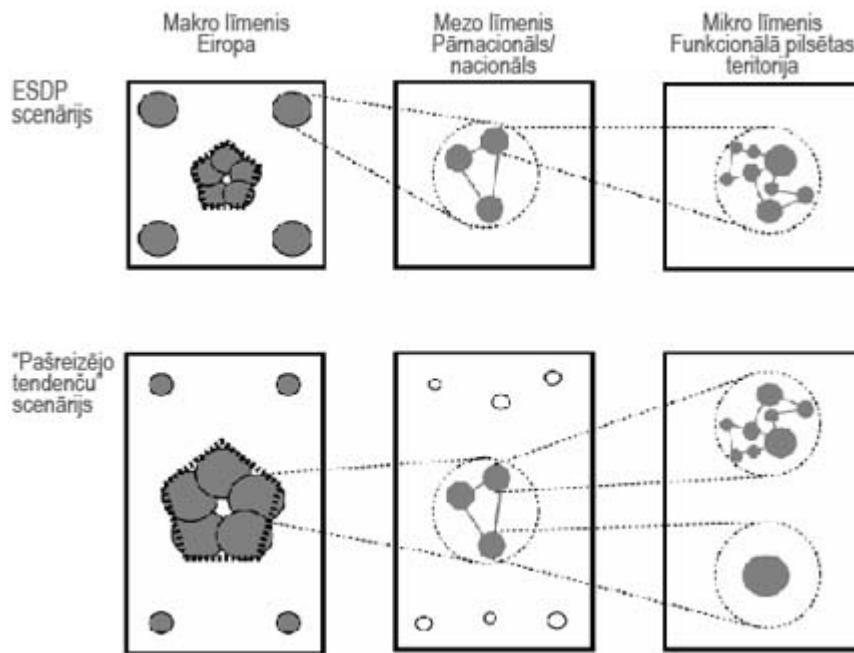 Makro līmenis
Eiropa
Mezo līmenis
Pārnacionāls/
nacionāls
Mikro līmenis
Funkcionālā pilsētas
teritorija
ESDP
scenārijs
"Pašreizējo
tendenču"
scenārijs